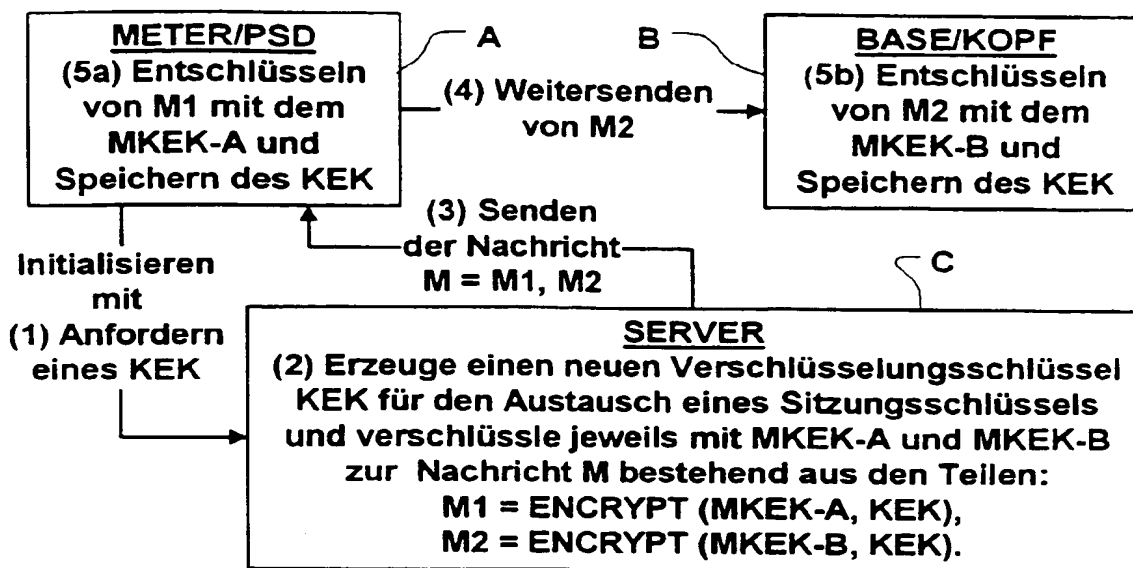 METER/PSD
(5a) Entschlüsseln
von M1 mit dem
MKEK-A und
Speichern des KEK
A
B
(4) Weitersenden
von M2
BASE/KOPF
(5b) Entschlüsseln
von M2 mit dem
MKEK-B und
Speichern des KEK
(3) Senden
der Nachricht
M = M1, M2
C
Initialisieren
mit
(1) Anfordern
eines KEK
SERVER
(2) Erzeuge einen neuen Verschlüsselungsschlüssel
KEK für den Austausch eines Sitzungsschlüssels
und verschlüssle jeweils mit MKEK-A und MKEK-B
zur Nachricht M bestehend aus den Teilen:
M1 = ENCRYPT (MKEK-A, KEK),
M2 = ENCRYPT (MKEK-B, KEK).